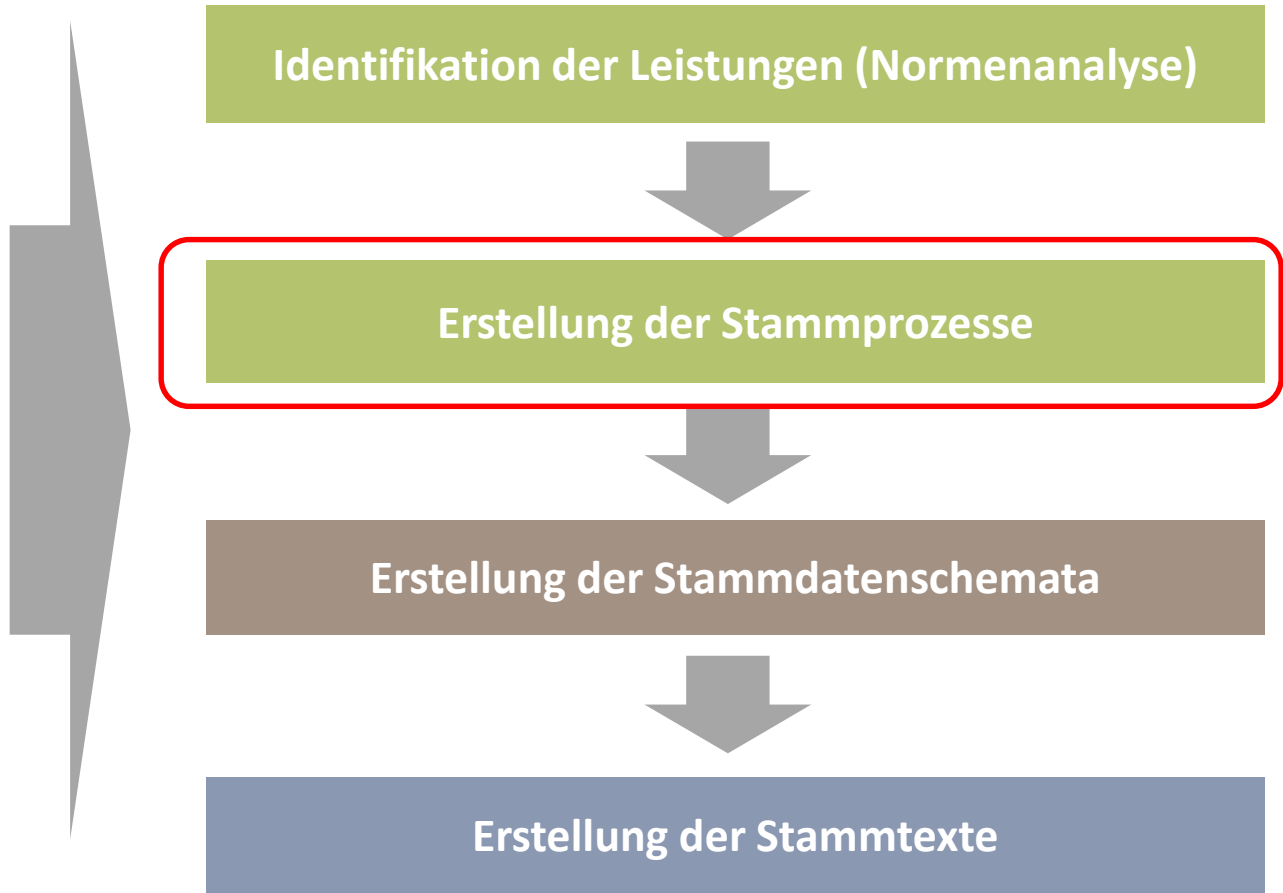 Identifikation der Leistungen (Normenanalyse)
Erstellung der Stammprozesse
Erstellung der Stammdatenschemata
Erstellung der Stammtexte